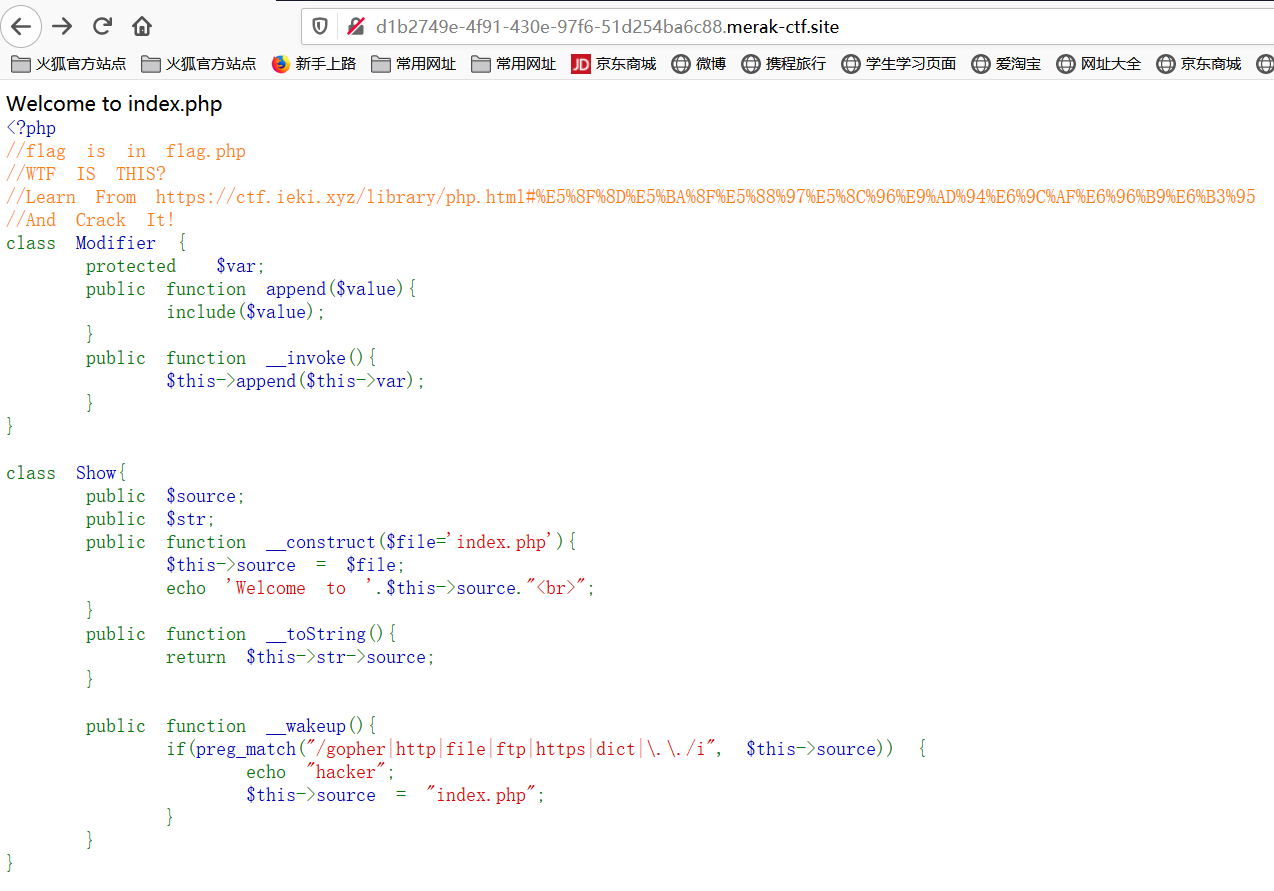 d1b2749e-4f91-430e-97f6-51d254ba6c88.merak-ctf.site
火狐官方站点 火狐官方站点 新手上路 常用网址 常用网址 JD 京东商城 微博 携程旅行 学生学习页面 爱淘宝 网址大全 京东商城
Welcome to index.php
<?php
//flag is in flag.php
//WTF IS THIS?
//Learn From https://ctf.ieki.xyz/library/php.html#%E5%8F%8D%E5%BA%8F%E5%88%97%E5%8C%96%E9%AD%94%E6%9C%AF%E6%96%B9%E6%B3%95
//And Crack It!
class Modifier {
    protected $var;
    public function append($value){
        include($value);
    }
    public function __invoke(){
        $this->append($this->var);
    }
}
class Show{
    public $source;
    public $str;
    public function __construct($file='index.php'){
        $this->source = $file;
        echo 'Welcome to '.$this->source."<br>";
    }
    public function __toString(){
        return $this->str->source;
    }
    public function __wakeup(){
        if(preg_match("/gopher|http|file|ftp|https|dict|\.\./i", $this->source)) {
            echo "hacker";
            $this->source = "index.php";
        }
    }
}